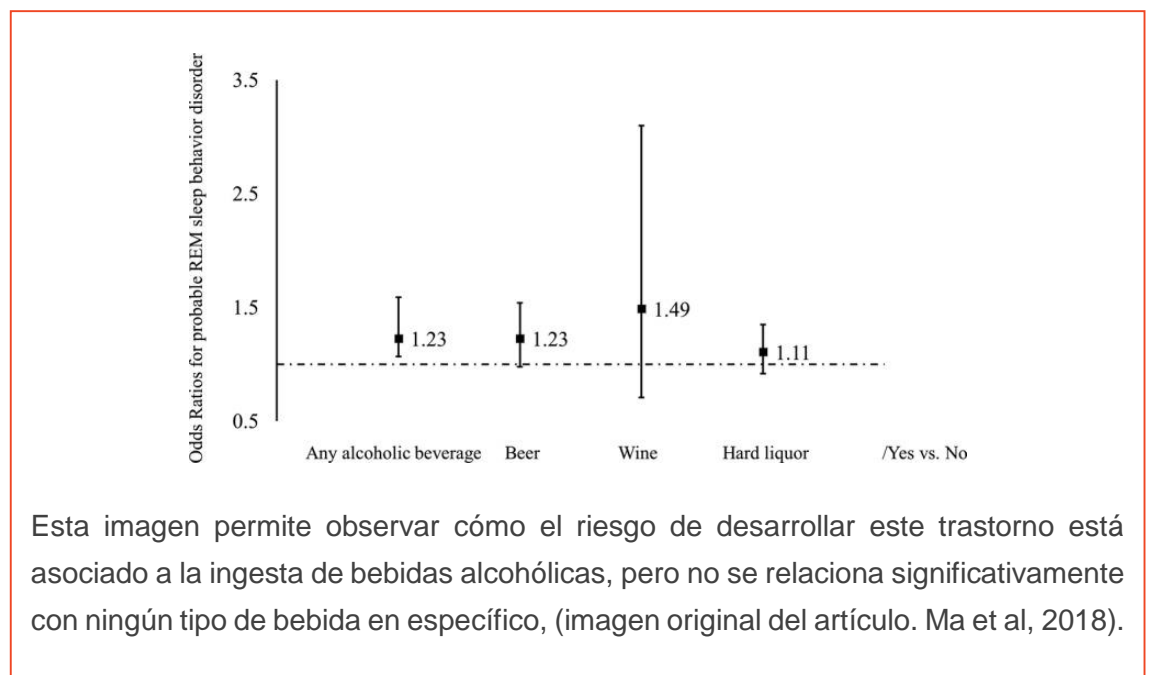 3.5
2.5
1.5
0.5
Odds Ratios for probable REM sleep behavior disorder
1.23
1.23
1.49
1.11
Any alcoholic beverage Beer Wine Hard liquor /Yes vs. No
Esta imagen permite observar cómo el riesgo de desarrollar este trastorno está
asociado a la ingesta de bebidas alcohólicas, pero no se relaciona significativamente
con ningún tipo de bebida en específico, (imagen original del artículo. Ma et al, 2018).